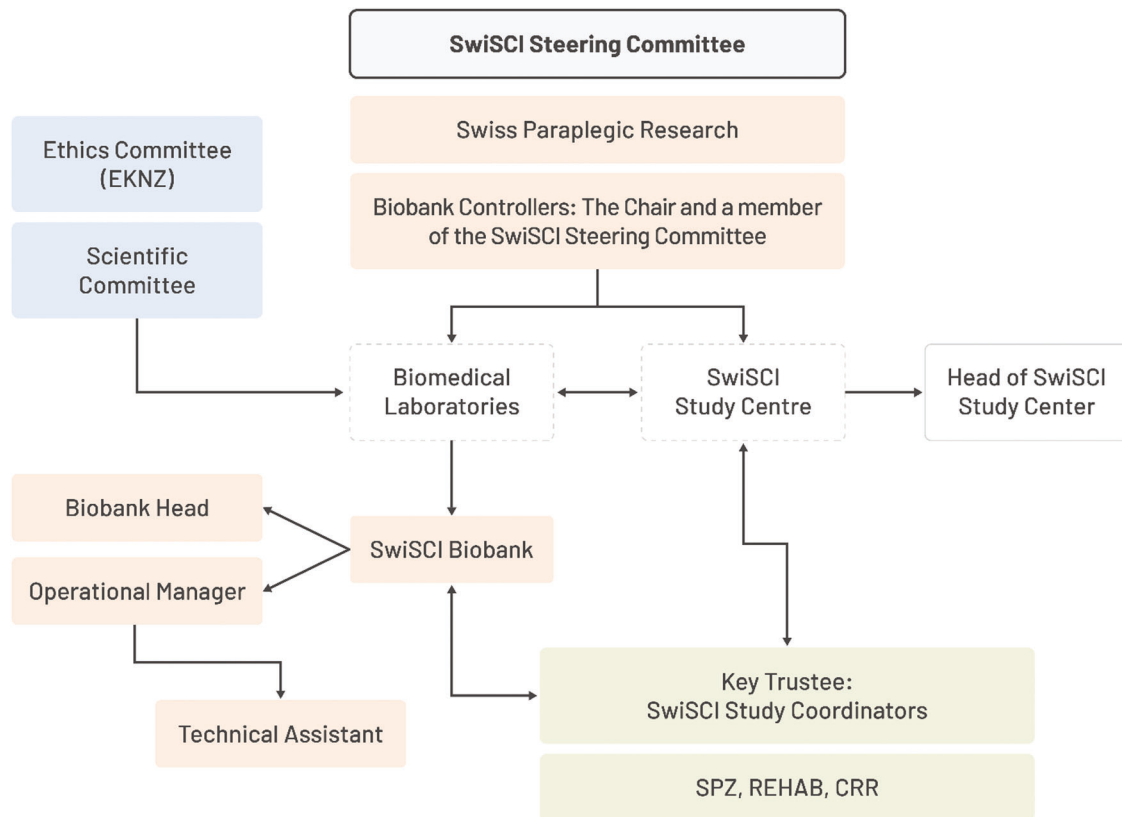 SwiSCI Steering Committee
Swiss Paraplegic Research
Ethics Committee
(EKNZ)
Biobank Controllers: The Chair and a member
of the SwiSCI Steering Committee
Scientific
Committee
Biomedical
Laboratories
SwiSCI
Study Centre
Head of SwiSCI
Study Center
Biobank Head
SwiSCI Biobank
Operational Manager
Key Trustee:
SwiSCI Study Coordinators
Technical Assistant
SPZ, REHAB, CRR